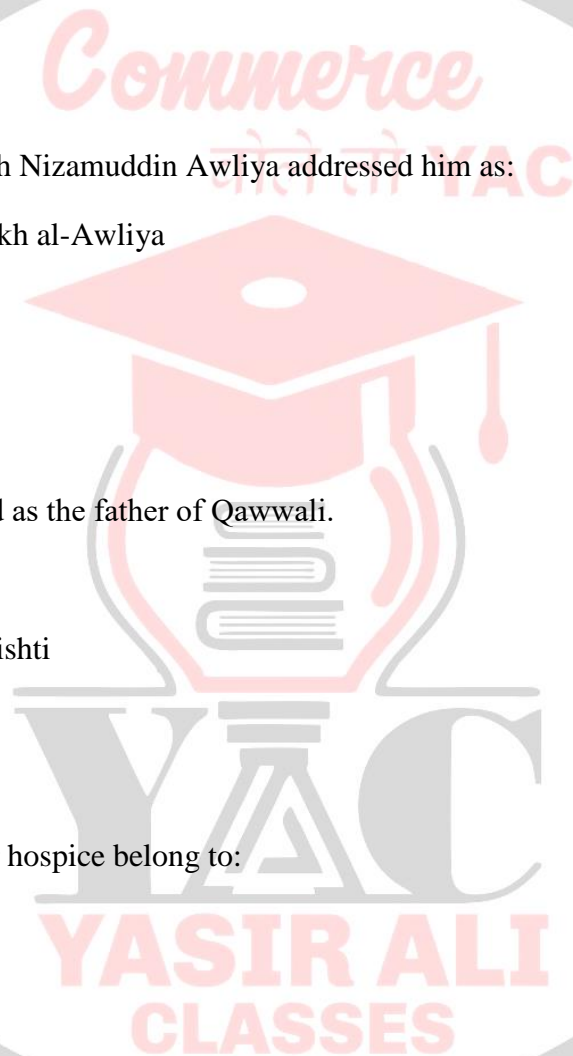 Commerce
बोले तो YAC
h Nizamuddin Awliya addressed him as:
kh al-Awliya
d as the father of Qawwali.
ishti
hospice belong to:
YAC
YASIR ALI
CLASSES